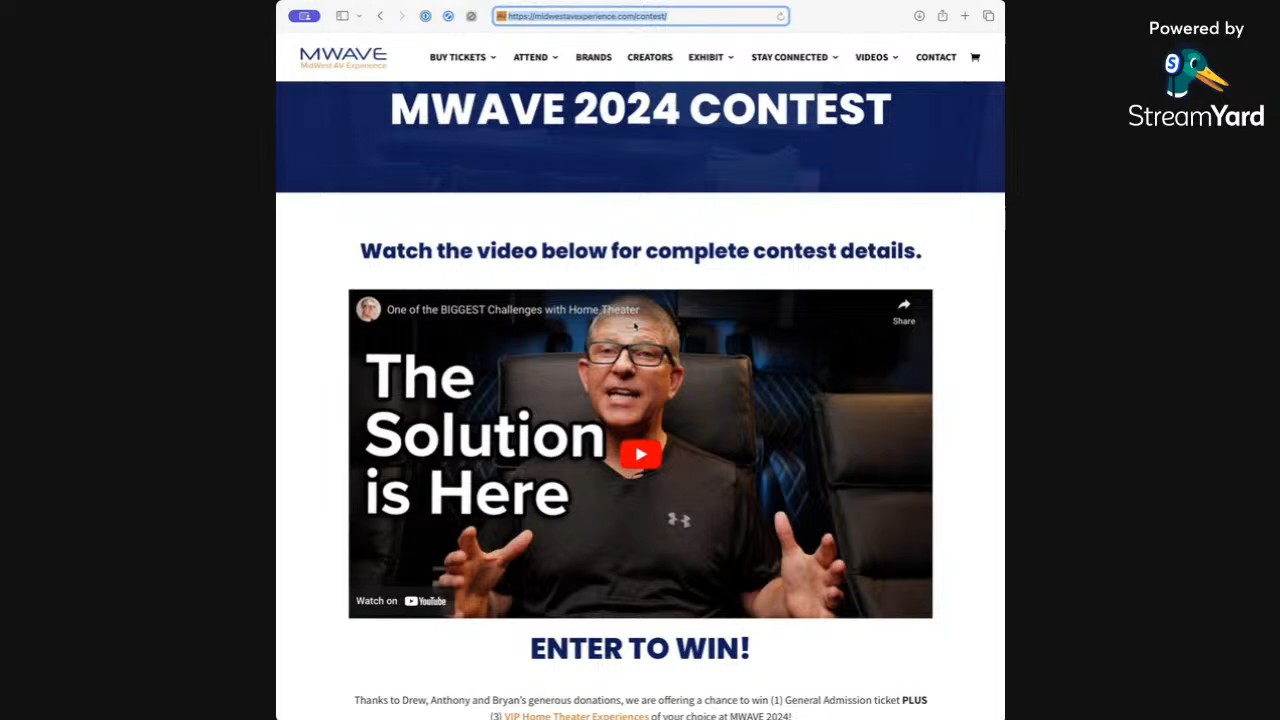 https://midwestavexperience.com/contest/
Powered by
StreamYard
MWAVE
MidWest AV Experience
BUY TICKETS ATTEND BRANDS CREATORS EXHIBIT STAY CONNECTED VIDEOS CONTACT
MWAVE 2024 CONTEST
Watch the video below for complete contest details.
One of the BIGGEST Challenges with Home Theater
Share
The
Solution
is Here
Watch on YouTube
ENTER TO WIN!
Thanks to Drew, Anthony and Bryan's generous donations, we are offering a chance to win (1) General Admission ticket PLUS
(3) VIP Home Theater Experiences of your choice at MWAVE 2024!